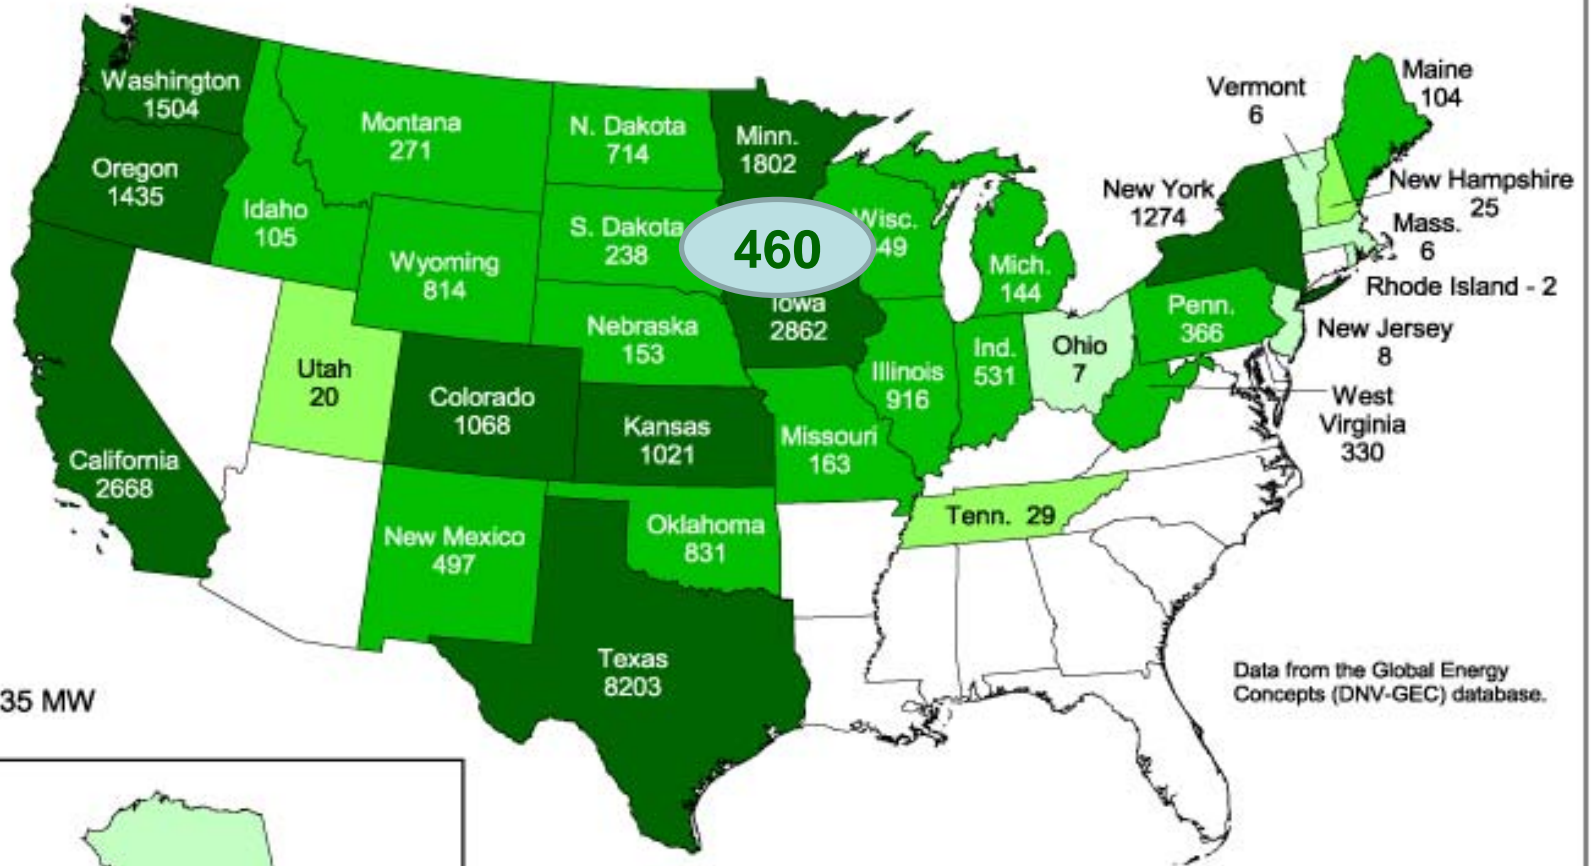 Washington
1504
Oregon
1435
California
2668
Idaho
105
Montana
271
Wyoming
814
Utah
20
Colorado
1068
New Mexico
497
N. Dakota
714
S. Dakota
238
Nebraska
153
Kansas
1021
Oklahoma
831
Texas
8203
Minn.
1802
460
Iowa
2862
Missouri
163
Wisc.
49
Illinois
916
Mich.
144
Ind.
531
Ohio
7
Tenn. 29
Penn.
366
New York
1274
Vermont
6
Maine
104
New Hampshire
25
Mass.
6
Rhode Island - 2
New Jersey
8
West
Virginia
330
Data from the Global Energy
Concepts (DNV-GEC) database.
35 MW